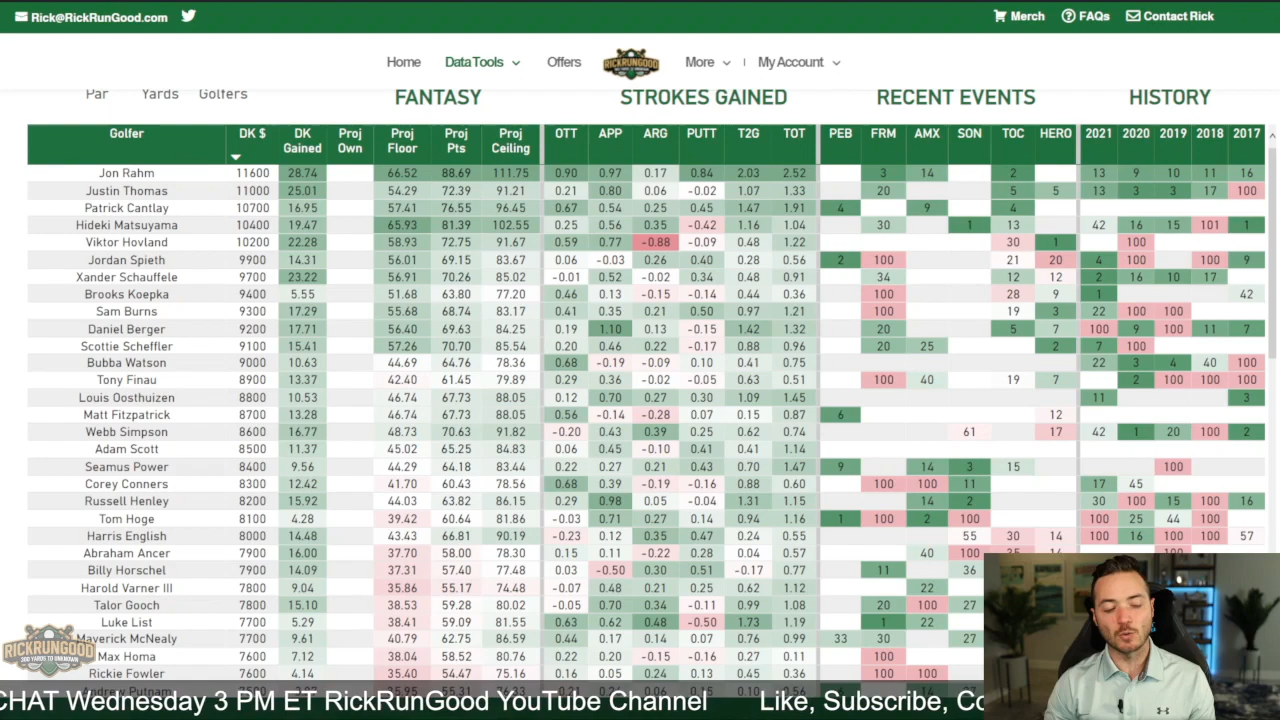 Rick@RickRunGood.com Merch FAQs Contact Rick
Home Data Tools Offers RICKRUNGOOD More | My Account
Par Yards Golfers FANTASY STROKES GAINED RECENT EVENTS HISTORY
Golfer DK $ DK Gained Proj Own Proj Floor Proj Pts Proj Ceiling OTT APP ARG PUTT T2G TOT PEB FRM AMX SON TOC HERO 2021 2020 2019 2018 2017
Jon Rahm 11600 28.74 66.52 88.69 111.75 0.90 0.97 0.17 0.84 2.03 2.52 3 14 2 13 9 10 11 16
Justin Thomas 11000 25.01 54.29 72.39 91.21 0.21 0.80 0.06 -0.02 1.07 1.33 20 5 5 13 3 3 17 100
Patrick Cantlay 10700 16.95 57.41 76.55 96.45 0.67 0.54 0.25 0.45 1.47 1.91 4 9 4
Hideki Matsuyama 10400 19.47 65.93 81.39 102.55 0.25 0.56 0.35 -0.42 1.16 1.04 30 1 13 42 16 15 101 1
Viktor Hovland 10200 22.28 58.93 72.75 91.67 0.59 0.77 -0.88 -0.09 0.48 1.22 30 1 100
Jordan Spieth 9900 14.31 56.01 69.15 83.67 0.06 -0.03 0.26 0.40 0.28 0.56 2 100 21 20 4 100 100 9
Xander Schauffele 9700 23.22 56.91 70.26 85.02 -0.01 0.52 -0.02 0.34 0.48 0.91 34 12 12 2 16 10 17
Brooks Koepka 9400 5.55 51.68 63.80 77.20 0.46 0.13 -0.15 -0.14 0.44 0.36 100 28 9 1 42
Sam Burns 9300 17.29 55.68 68.74 83.17 0.41 0.35 0.21 0.50 0.97 1.21 100 19 3 22 100 100
Daniel Berger 9200 17.71 56.40 69.63 84.25 0.19 1.10 0.13 -0.15 1.42 1.32 20 5 7 100 9 100 11 7
Scottie Scheffler 9100 15.41 57.26 70.70 85.54 0.20 0.46 0.22 -0.17 0.88 0.96 20 25 2 7 100
Bubba Watson 9000 10.63 44.69 64.76 78.36 0.68 -0.19 -0.09 0.10 0.41 0.75 22 3 4 40 100
Tony Finau 8900 13.37 42.40 61.45 79.89 0.29 0.36 -0.02 -0.05 0.63 0.51 100 40 19 7 2 100 100 100
Louis Oosthuizen 8800 10.53 46.74 67.73 88.05 0.12 0.70 0.27 0.30 1.09 1.45 11 3
Matt Fitzpatrick 8700 13.28 46.74 67.73 88.05 0.56 -0.14 -0.28 0.07 0.15 0.87 6 12
Webb Simpson 8600 16.77 48.73 70.63 91.82 -0.20 0.43 0.39 0.25 0.62 0.74 61 17 42 1 20 100 2
Adam Scott 8500 11.37 45.02 65.25 84.83 0.06 0.45 -0.10 0.41 0.41 1.14
Seamus Power 8400 9.56 44.29 64.18 83.44 0.22 0.27 0.21 0.43 0.70 1.47 9 14 3 15 100
Corey Conners 8300 12.42 41.70 60.43 78.56 0.68 0.39 -0.19 -0.16 0.88 0.60 100 100 11 17 45
Russell Henley 8200 15.92 44.03 63.82 86.15 0.29 0.98 0.05 -0.04 1.31 1.15 14 2 30 100 15 100 16
Tom Hoge 8100 4.28 39.42 60.64 81.86 -0.03 0.71 0.27 0.14 0.94 1.16 1 100 2 100 100 25 44 100
Harris English 8000 14.48 43.43 66.81 90.19 -0.23 0.12 0.35 0.47 0.24 0.55 55 30 14 100 16 100 100 57
Abraham Ancer 7900 16.00 37.70 58.00 78.30 0.15 0.11 -0.22 0.28 0.04 0.57 40 100
Billy Horschel 7900 14.09 37.31 57.40 77.48 0.03 -0.50 0.30 0.51 -0.17 0.77 11 36
Harold Varner III 7800 9.04 35.86 55.17 74.48 -0.07 0.48 0.21 0.25 0.62 1.12 22
Talor Gooch 7800 15.10 38.53 59.28 80.02 -0.05 0.70 0.34 -0.11 0.99 1.08 20 100 27
Luke List 7700 5.29 38.41 59.09 81.55 0.63 0.62 0.48 -0.50 1.73 1.19 1 22
Maverick McNealy 7700 9.61 40.79 62.75 86.59 0.44 0.17 0.14 0.07 0.76 0.99 33 30 27
Max Homa 7600 7.12 38.04 58.52 80.76 0.22 0.20 -0.15 -0.16 0.27 0.11 100
Rickie Fowler 7600 4.14 35.40 54.47 75.16 0.16 0.05 0.24 0.13 0.45 0.36 100 100
Andrew Putnam
RICKRUNGOOD
300 YARDS TO UNKNOWN
CHAT Wednesday 3 PM ET RickRunGood YouTube Channel Like, Subscribe,